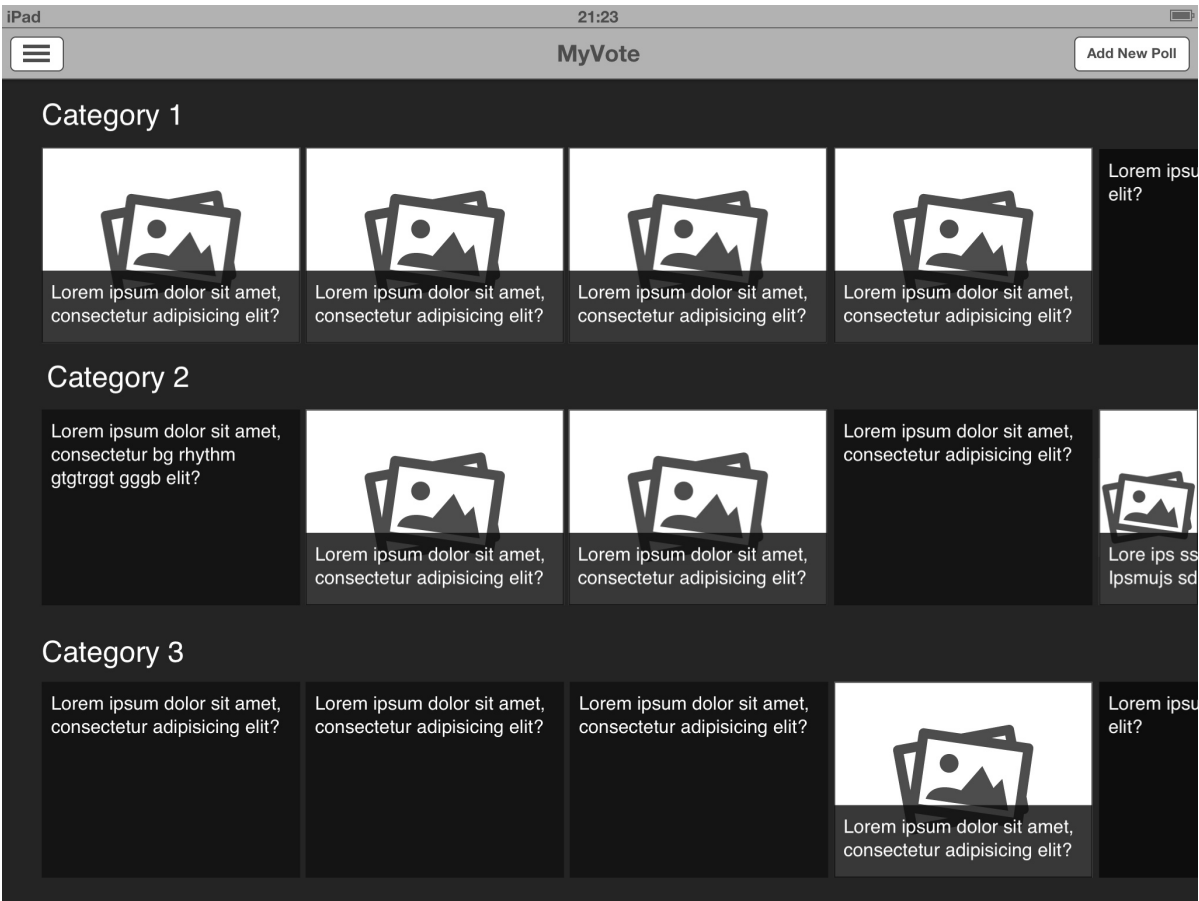 iPad 21:23
MyVote
Add New Poll
Category 1
Lorem ipsum dolor sit amet,
consectetur adipisicing elit?
Lorem ipsum dolor sit amet,
consectetur adipisicing elit?
Lorem ipsum dolor sit amet,
consectetur adipisicing elit?
Lorem ipsum dolor sit amet,
consectetur adipisicing elit?
Lorem ipsu
elit?
Category 2
Lorem ipsum dolor sit amet,
consectetur bg rhythm
gtgtrggt gggb elit?
Lorem ipsum dolor sit amet,
consectetur adipisicing elit?
Lorem ipsum dolor sit amet,
consectetur adipisicing elit?
Lorem ipsum dolor sit amet,
consectetur adipisicing elit?
Lore ips ss
Ipsmujs sd
Category 3
Lorem ipsum dolor sit amet,
consectetur adipisicing elit?
Lorem ipsum dolor sit amet,
consectetur adipisicing elit?
Lorem ipsum dolor sit amet,
consectetur adipisicing elit?
Lorem ipsum dolor sit amet,
consectetur adipisicing elit?
Lorem ipsu
elit?